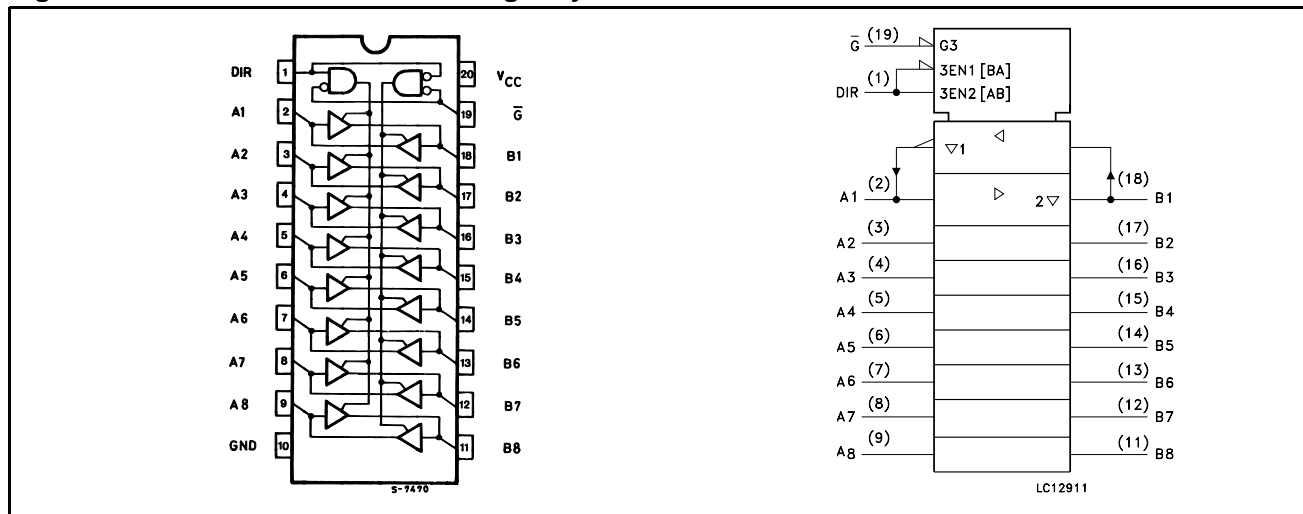 DIR 1 20 VCC
A1 2 19 G̅
A2 3 18 B1
A3 4 17 B2
A4 5 16 B3
A5 6 15 B4
A6 7 14 B5
A7 8 13 B6
A8 9 12 B7
GND 10 11 B8
S-7470
G̅ (19) G3
3EN1 [BA]
DIR (1) 3EN2 [AB]
▽1 ◁
A1 (2) ▷ 2▽ (18) B1
A2 (3) (17) B2
A3 (4) (16) B3
A4 (5) (15) B4
A5 (6) (14) B5
A6 (7) (13) B6
A7 (8) (12) B7
A8 (9) (11) B8
LC12911